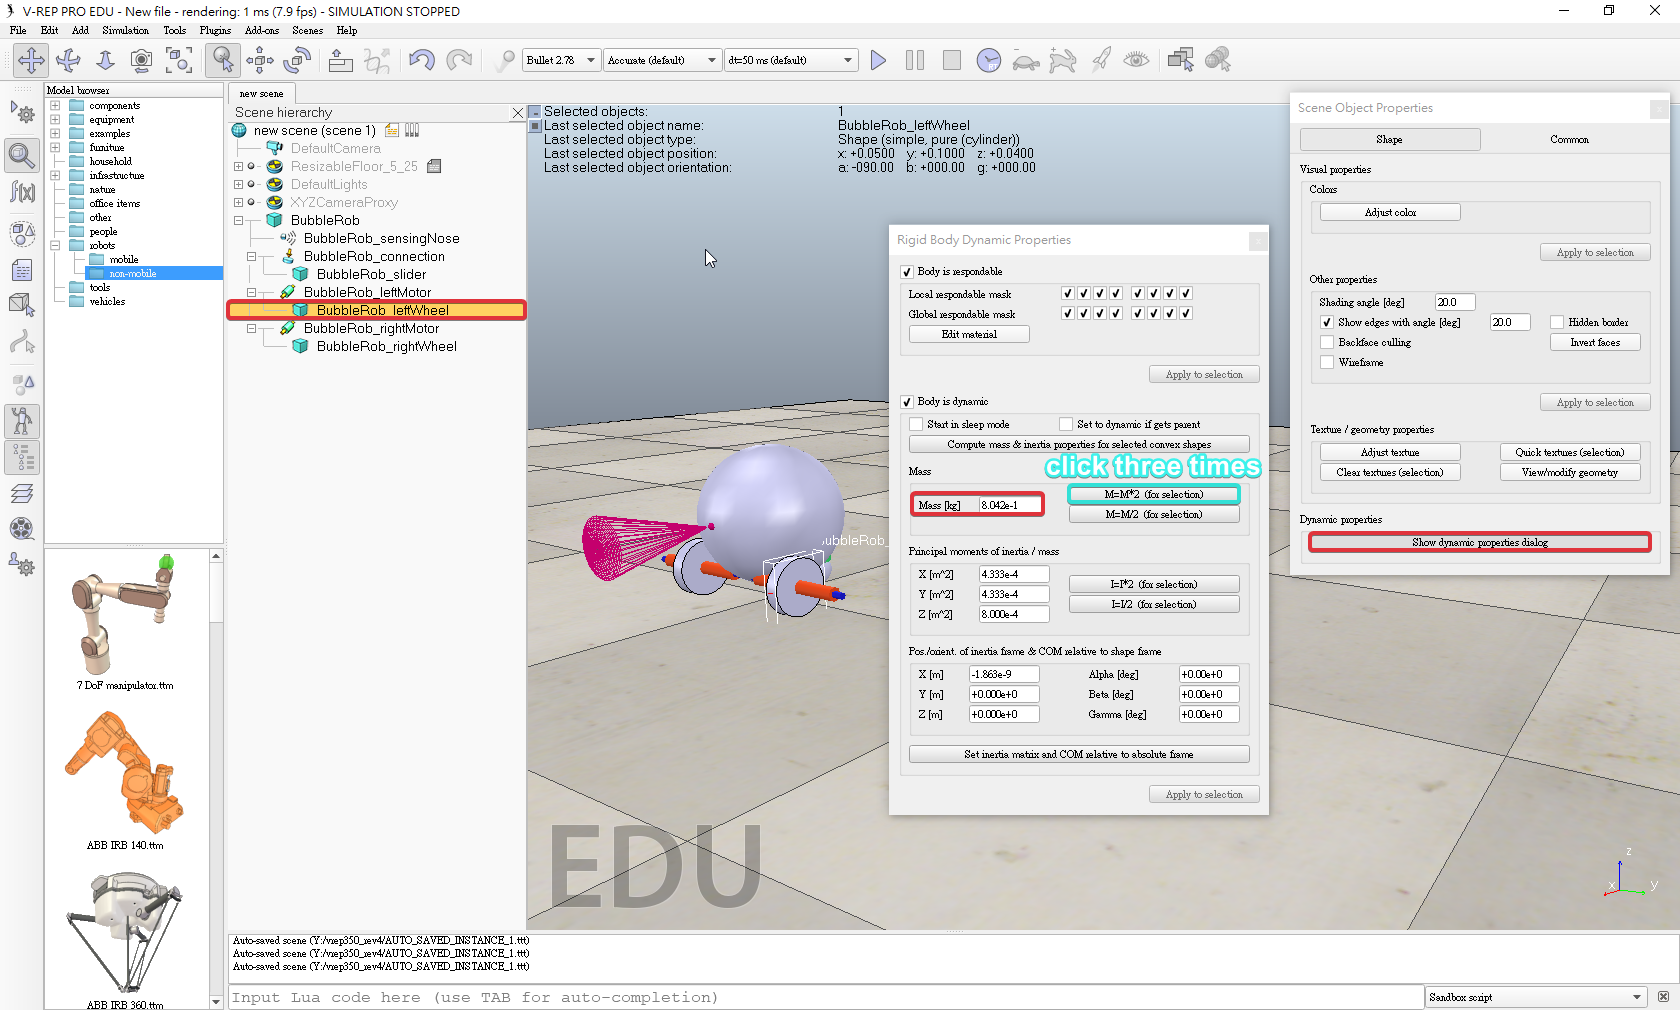 V-REP PRO EDU - New file - rendering: 1 ms (7.9 fps) - SIMULATION STOPPED
File Edit Add Simulation Tools Plugins Add-ons Scenes Help
Bullet 2.78 Accurate (default) dt=50 ms (default)
Model browser
components
equipment
examples
furniture
household
infrastructure
nature
office items
other
people
robots
mobile
non-mobile
tools
vehicles
7 DoF manipulator.ttm
ABB IRB 140.ttm
ABB IRB 360.ttm
new scene
Scene hierarchy
new scene (scene 1)
DefaultCamera
ResizableFloor_5_25
DefaultLights
XYZCameraProxy
BubbleRob
BubbleRob_sensingNose
BubbleRob_connection
BubbleRob_slider
BubbleRob_leftMotor
BubbleRob_leftWheel
BubbleRob_rightMotor
BubbleRob_rightWheel
Selected objects: 1
Last selected object name: BubbleRob_leftWheel
Last selected object type: Shape (simple, pure (cylinder))
Last selected object position: x: +0.0500 y: +0.1000 z: +0.0400
Last selected object orientation: a: -090.00 b: +000.00 g: +000.00
EDU
z
x
y
Rigid Body Dynamic Properties
Body is respondable
Local respondable mask
Global respondable mask
Edit material
Apply to selection
Body is dynamic
Start in sleep mode Set to dynamic if gets parent
Compute mass & inertia properties for selected convex shapes
click three times
Mass
Mass [kg] 8.042e-1
M=M*2 (for selection)
M=M/2 (for selection)
Principal moments of inertia / mass
X [m^2] 4.333e-4
Y [m^2] 4.333e-4
Z [m^2] 8.000e-4
I=I*2 (for selection)
I=I/2 (for selection)
Pos./orient. of inertia frame & COM relative to shape frame
X [m] -1.863e-9 Alpha [deg] +0.00e+0
Y [m] +0.000e+0 Beta [deg] +0.00e+0
Z [m] +0.000e+0 Gamma [deg] +0.00e+0
Set inertia matrix and COM relative to absolute frame
Apply to selection
Scene Object Properties
Shape Common
Visual properties
Colors
Adjust color
Apply to selection
Other properties
Shading angle [deg] 20.0
Show edges with angle [deg] 20.0 Hidden border
Backface culling Invert faces
Wireframe
Apply to selection
Texture / geometry properties
Adjust texture Quick textures (selection)
Clear textures (selection) View/modify geometry
Dynamic properties
Show dynamic properties dialog
Auto-saved scene (Y:/vrep350_rev4/AUTO_SAVED_INSTANCE_1.ttt)
Auto-saved scene (Y:/vrep350_rev4/AUTO_SAVED_INSTANCE_1.ttt)
Auto-saved scene (Y:/vrep350_rev4/AUTO_SAVED_INSTANCE_1.ttt)
Input Lua code here (use TAB for auto-completion)
Sandbox script